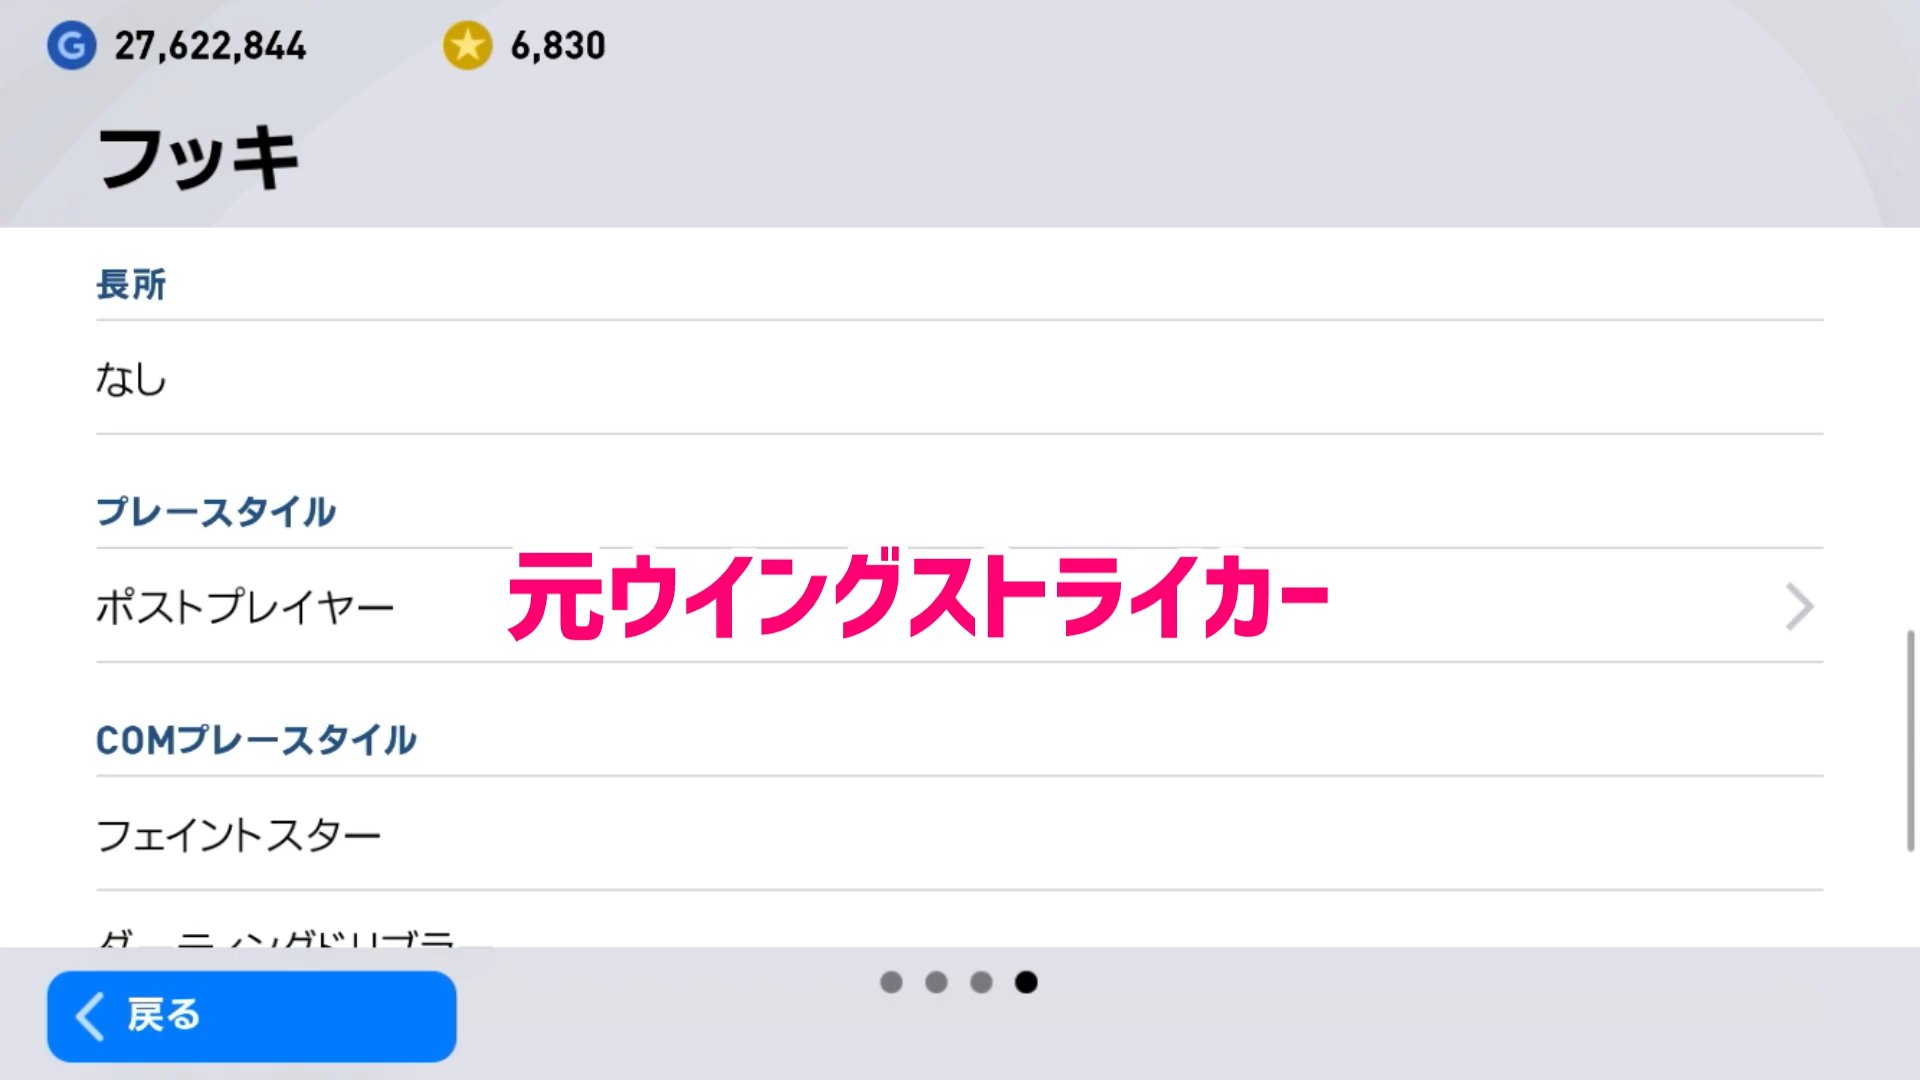 G 27,622,844 6,830
フッキ
長所
なし
プレースタイル
ポストプレイヤー 元ウイングストライカー
COMプレースタイル
フェイントスター
戻る